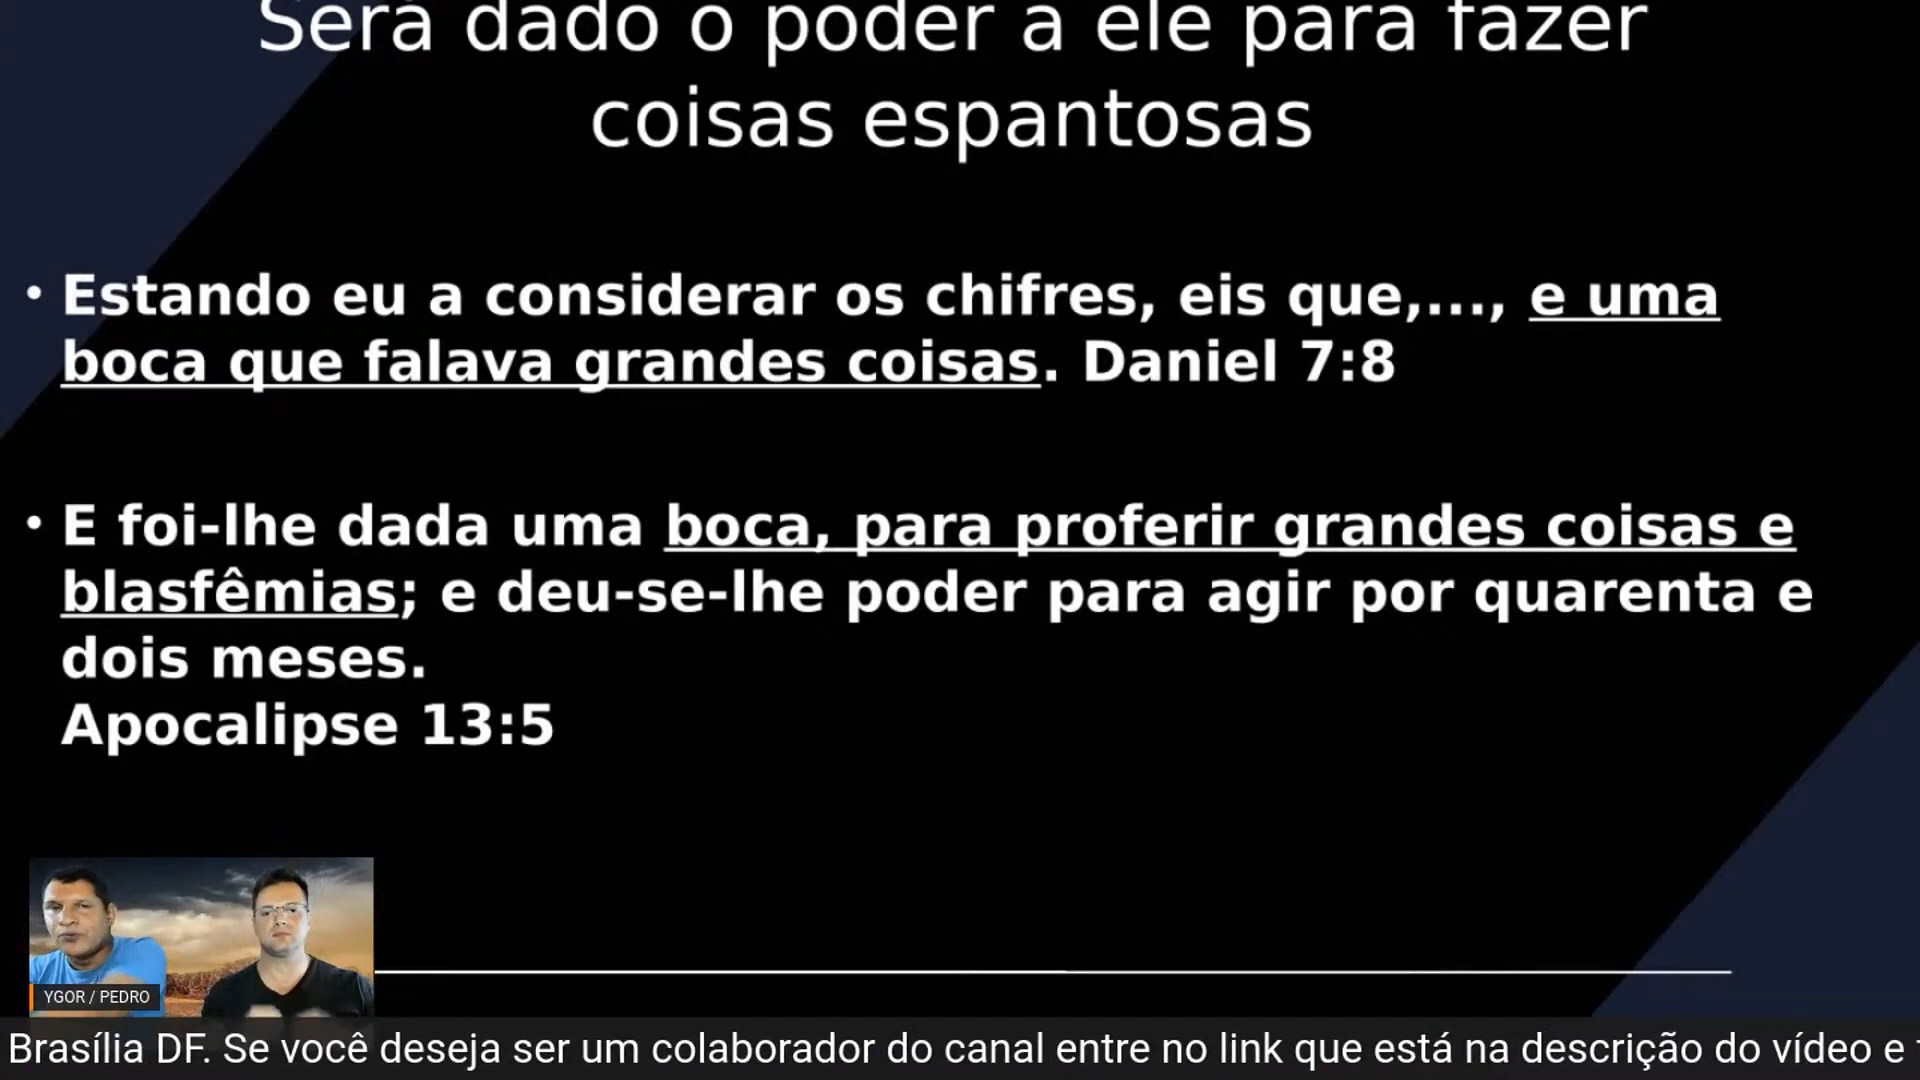 Será dado o poder a ele para fazer
coisas espantosas
• Estando eu a considerar os chifres, eis que,..., e uma
boca que falava grandes coisas. Daniel 7:8
• E foi-lhe dada uma boca, para proferir grandes coisas e
blasfêmias; e deu-se-lhe poder para agir por quarenta e
dois meses.
Apocalipse 13:5
YGOR / PEDRO
Brasília DF. Se você deseja ser um colaborador do canal entre no link que está na descrição do vídeo e